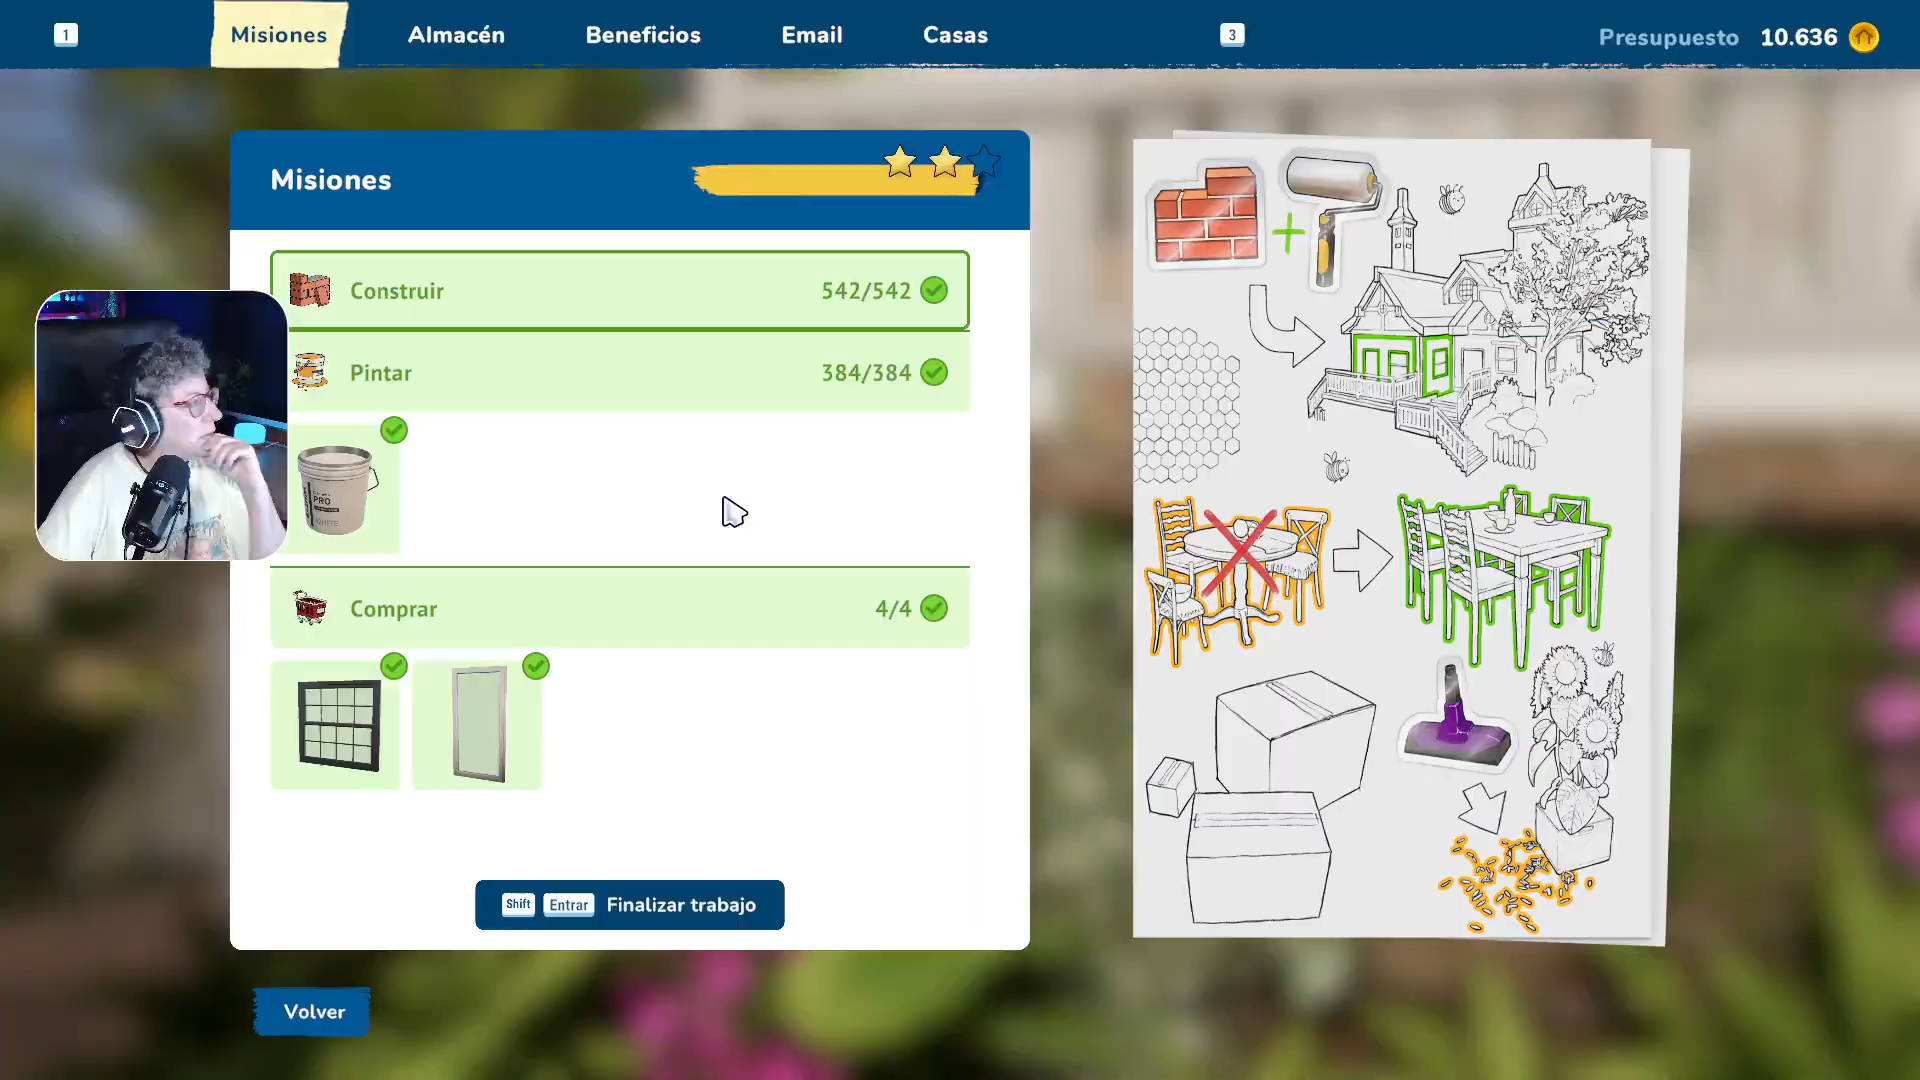 1 Misiones Almacén Beneficios Email Casas 3 Presupuesto 10.636
Misiones
Construir 542/542
Pintar 384/384
PRO
WHITE
Comprar 4/4
Shift Entrar Finalizar trabajo
Volver